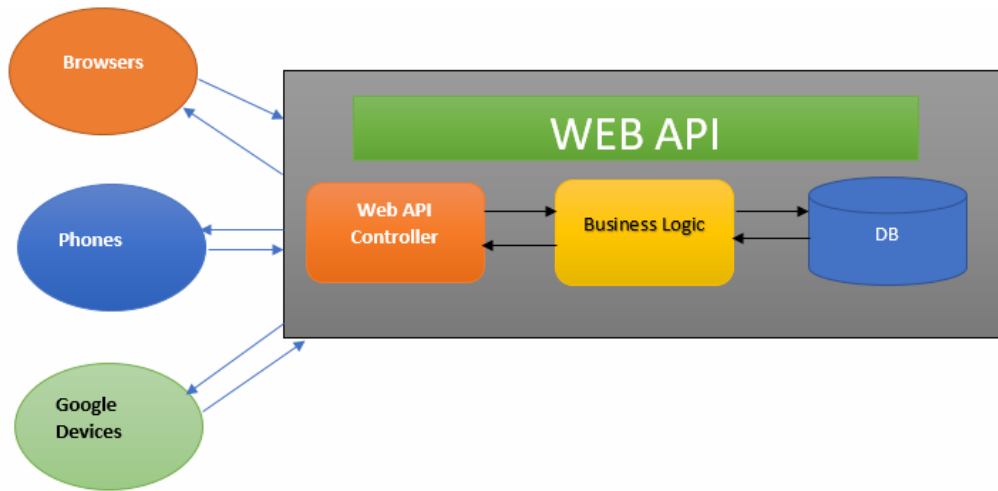 Browsers
WEB API
Web API
Controller
Business Logic
DB
Phones
Google
Devices